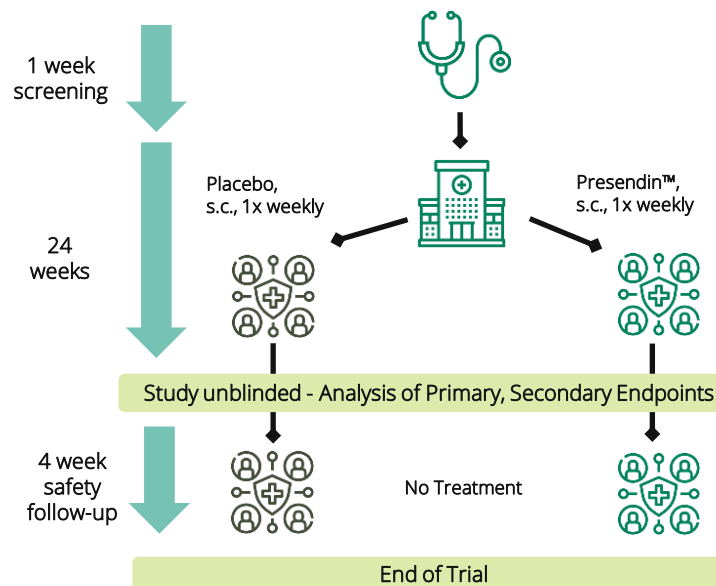 1 week
screening
Placebo,
s.c., 1x weekly
Presendin™,
s.c., 1x weekly
24
weeks
Study unblinded - Analysis of Primary, Secondary Endpoints
4 week
safety
follow-up
No Treatment
End of Trial